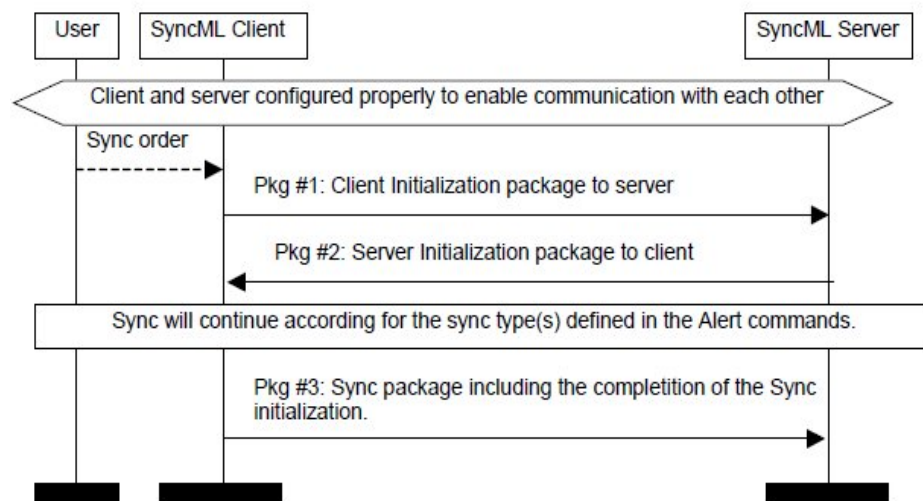 User
SyncML Client
SyncML Server
Client and server configured properly to enable communication with each other
Sync order
Pkg #1: Client Initialization package to server
Pkg #2: Server Initialization package to client
Sync will continue according for the sync type(s) defined in the Alert commands.
Pkg #3: Sync package including the completition of the Sync
initialization.